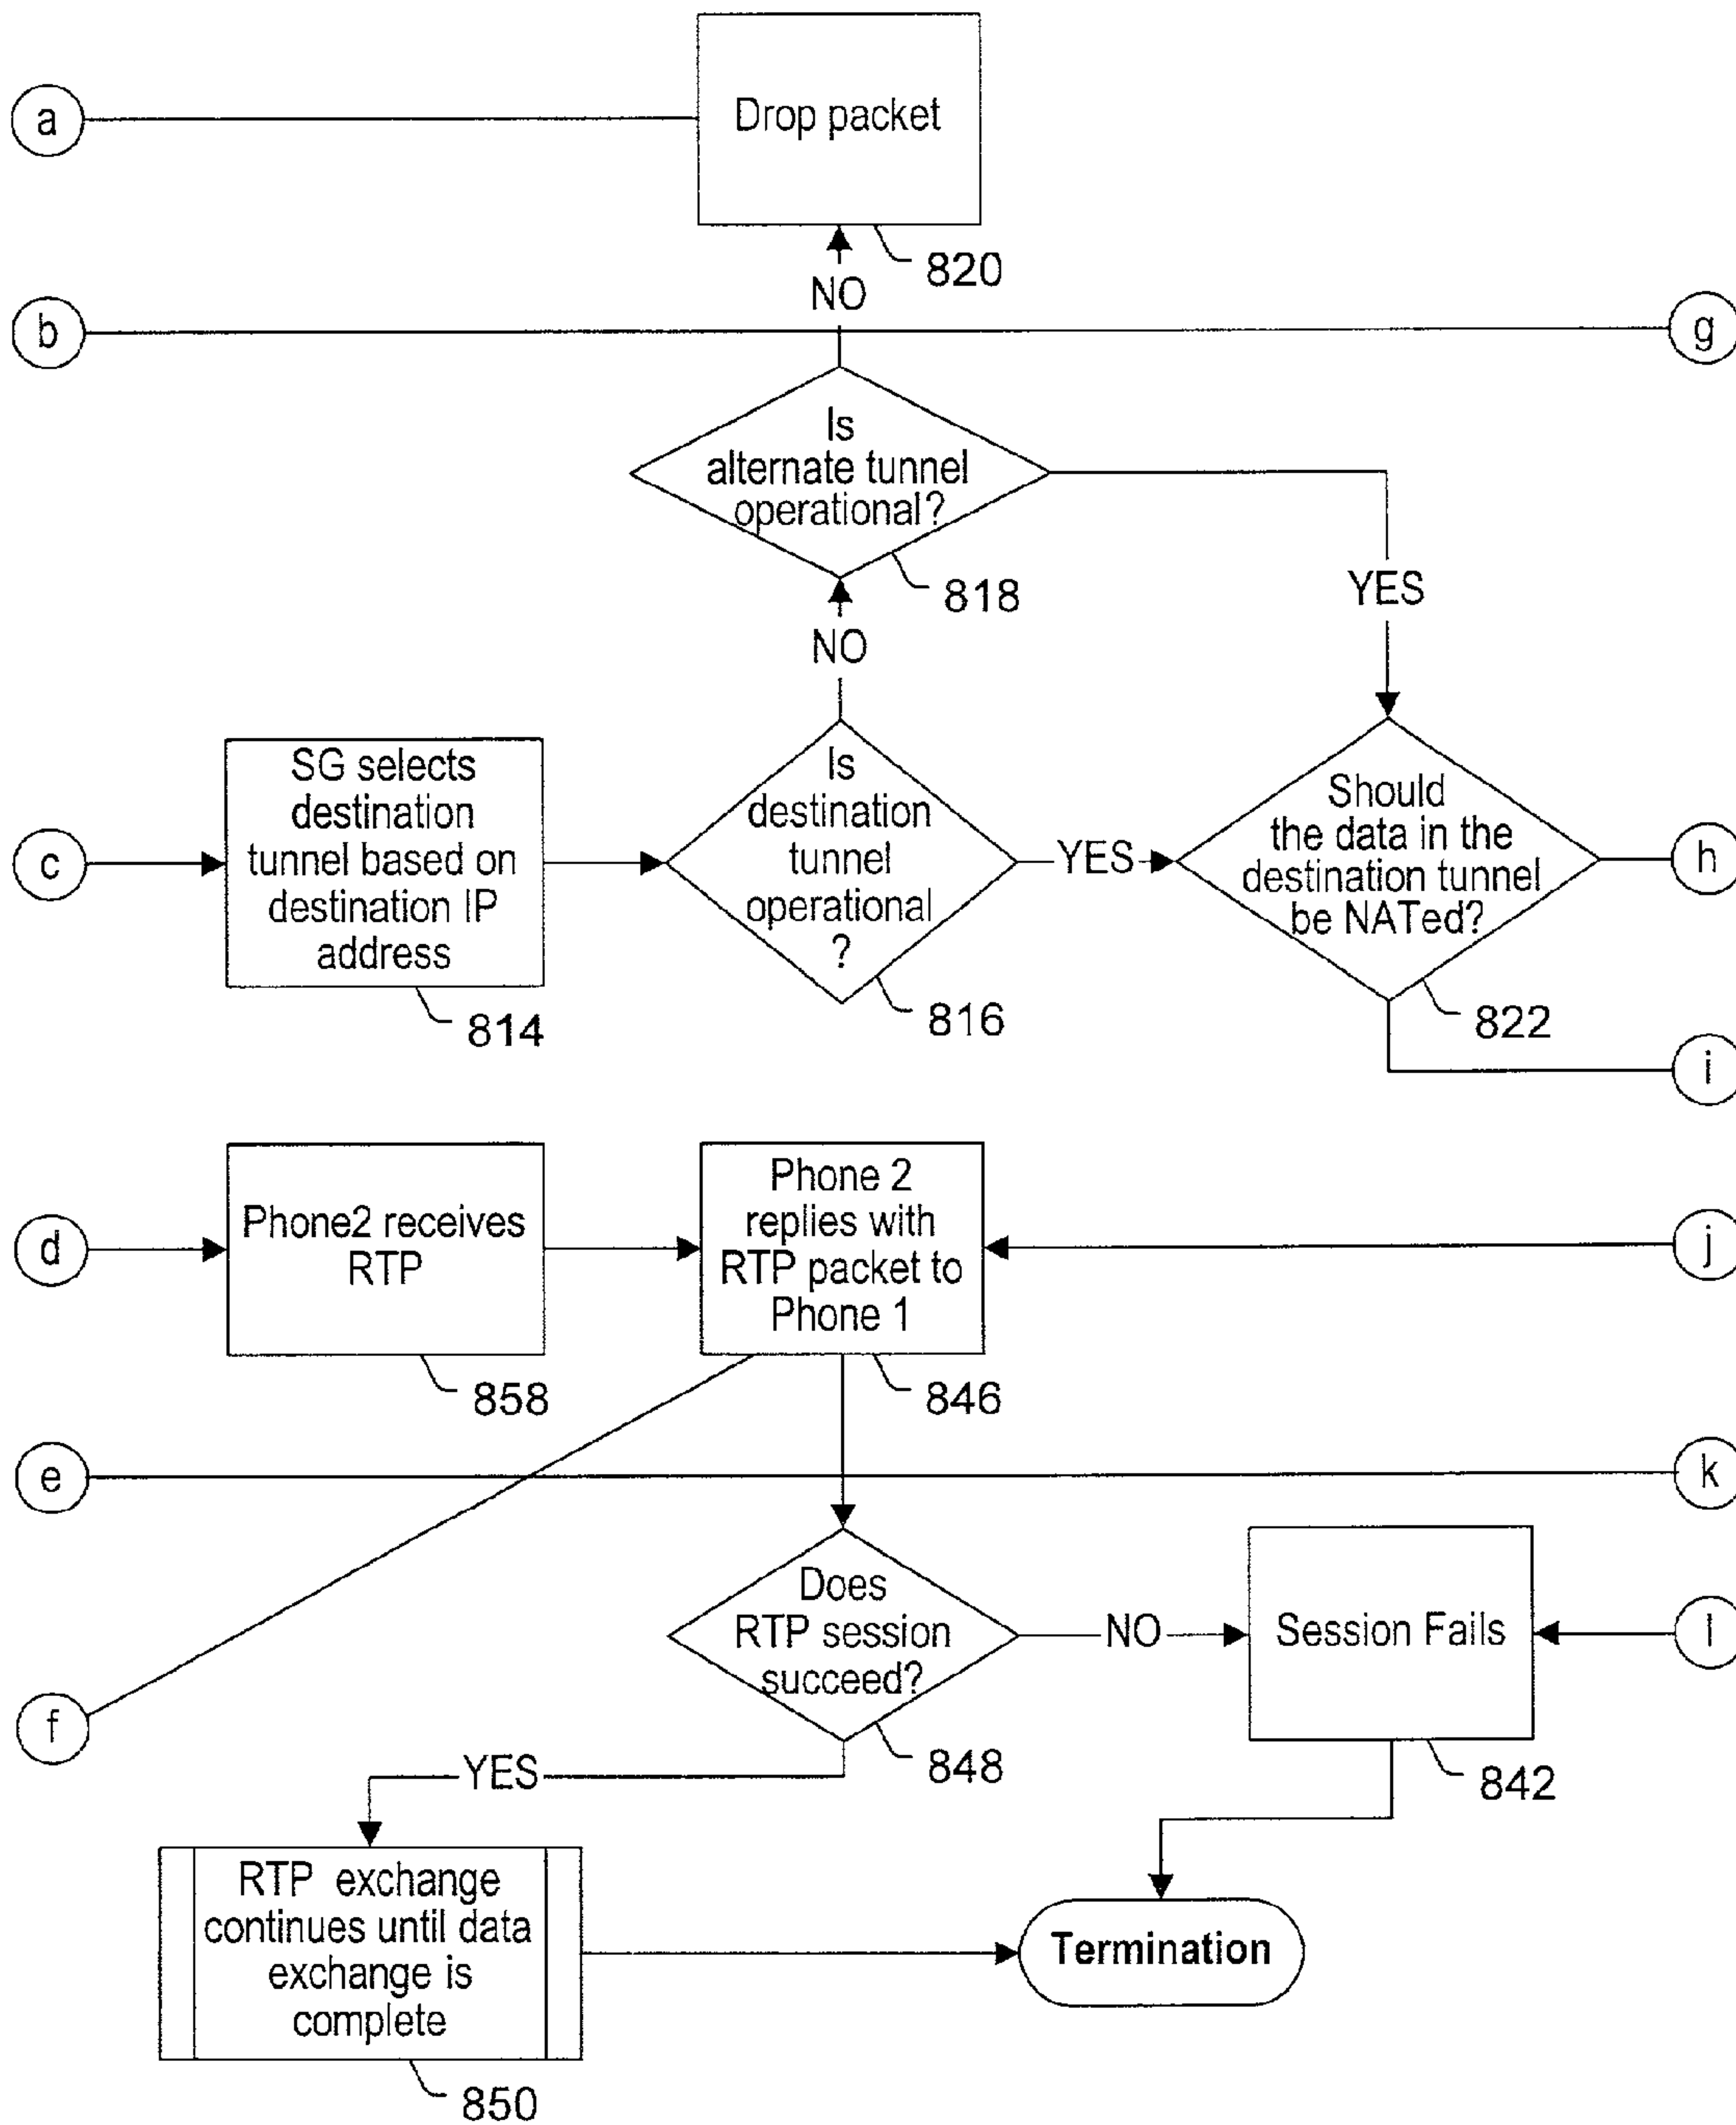 a
Drop packet
820
NO
b
g
Is
alternate tunnel
operational?
818
YES
NO
c
SG selects
destination
tunnel based on
destination IP
address
814
Is
destination
tunnel
operational
?
816
YES
Should
the data in the
destination tunnel
be NATed?
822
h
i
d
Phone2 receives
RTP
858
Phone 2
replies with
RTP packet to
Phone 1
846
j
e
k
Does
RTP session
succeed?
848
NO
Session Fails
842
l
f
YES
RTP exchange
continues until data
exchange is
complete
850
Termination